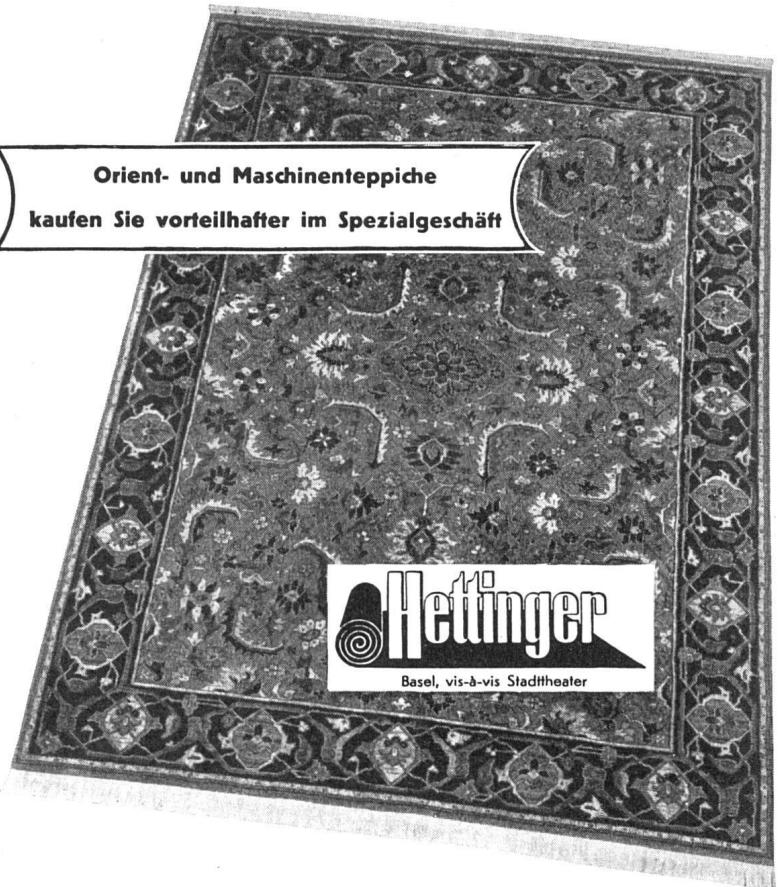 Orient- und Maschinenteppiche
kaufen Sie vorteilhafter im Spezialgeschäft
Hettinger
Basel, vis-à-vis Stadttheater